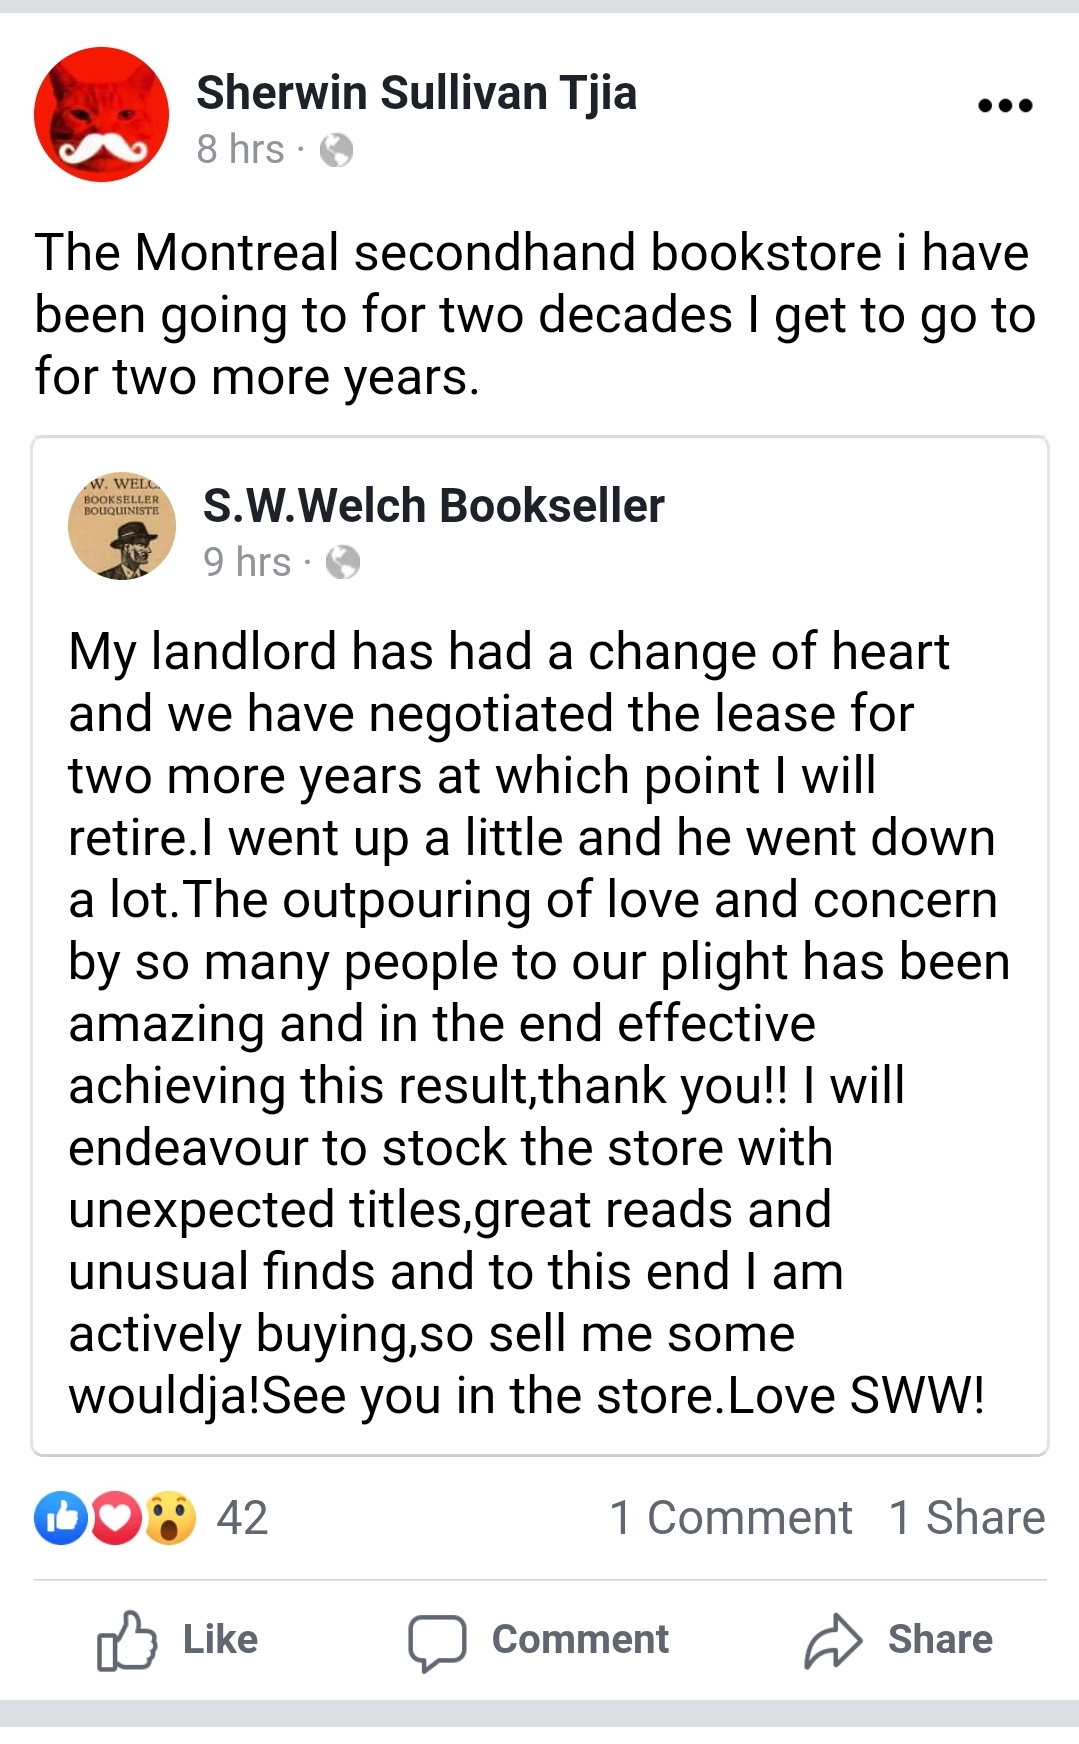 Sherwin Sullivan Tjia
8 hrs ·
The Montreal secondhand bookstore i have
been going to for two decades I get to go to
for two more years.
W. WELC
BOOKSELLER
BOUQUINISTE
S.W.Welch Bookseller
9 hrs ·
My landlord has had a change of heart
and we have negotiated the lease for
two more years at which point I will
retire.I went up a little and he went down
a lot.The outpouring of love and concern
by so many people to our plight has been
amazing and in the end effective
achieving this result,thank you!! I will
endeavour to stock the store with
unexpected titles,great reads and
unusual finds and to this end I am
actively buying,so sell me some
wouldja!See you in the store.Love SWW!
42 1 Comment 1 Share
Like Comment Share